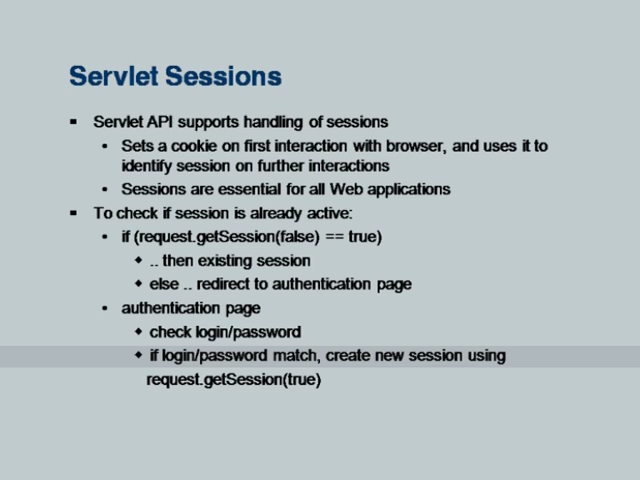 Servlet Sessions
▪ Servlet API supports handling of sessions
• Sets a cookie on first interaction with browser, and uses it to
identify session on further interactions
• Sessions are essential for all Web applications
▪ To check if session is already active:
• if (request.getSession(false) == true)
◆ .. then existing session
◆ else .. redirect to authentication page
• authentication page
◆ check login/password
◆ if login/password match, create new session using
request.getSession(true)